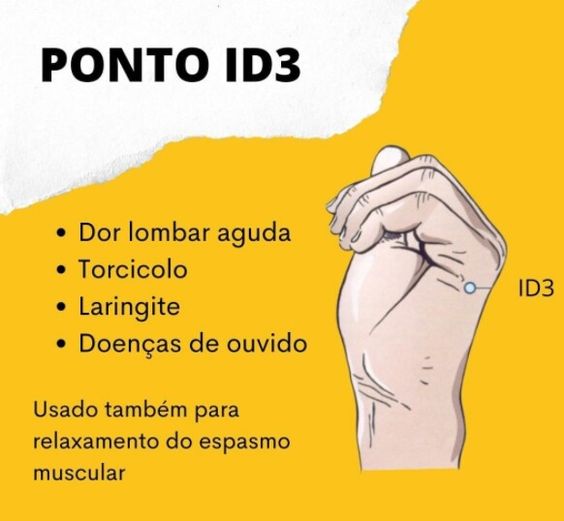 PONTO ID3
• Dor lombar aguda
• Torcicolo
• Laringite
• Doenças de ouvido
ID3
Usado também para
relaxamento do espasmo
muscular